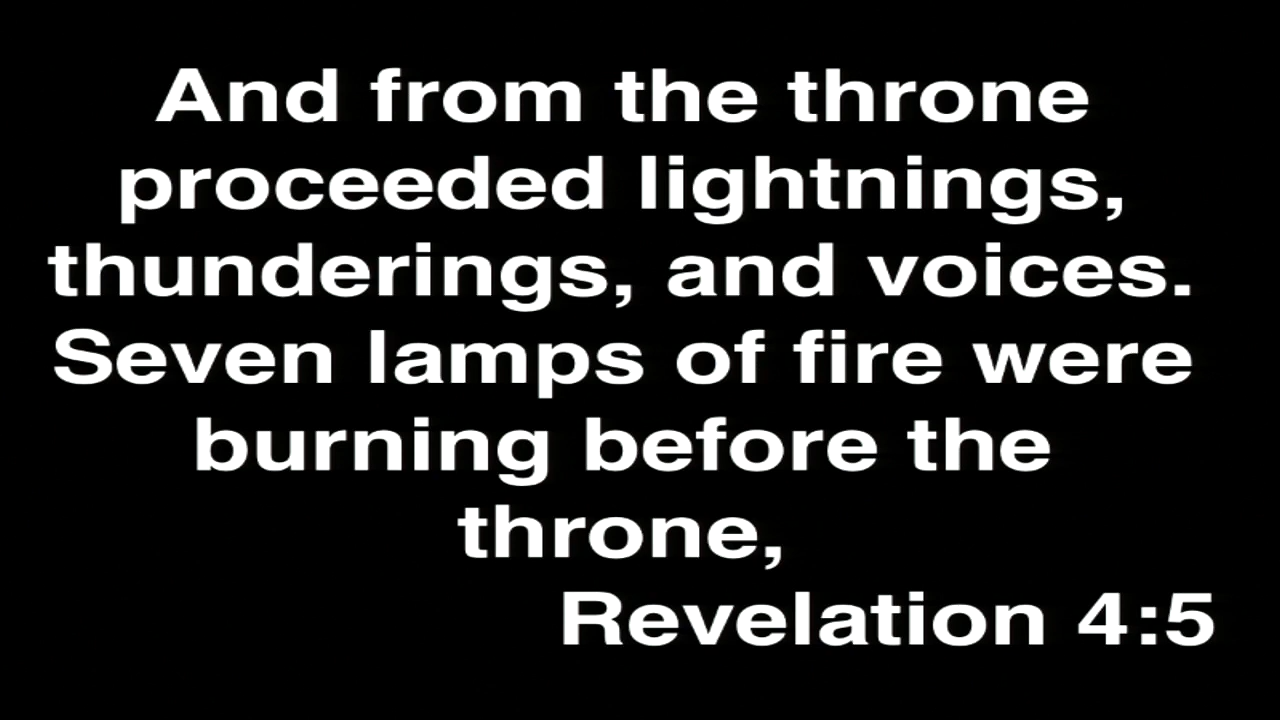 And from the throne
proceeded lightnings,
thunderings, and voices.
Seven lamps of fire were
burning before the
throne,
Revelation 4:5